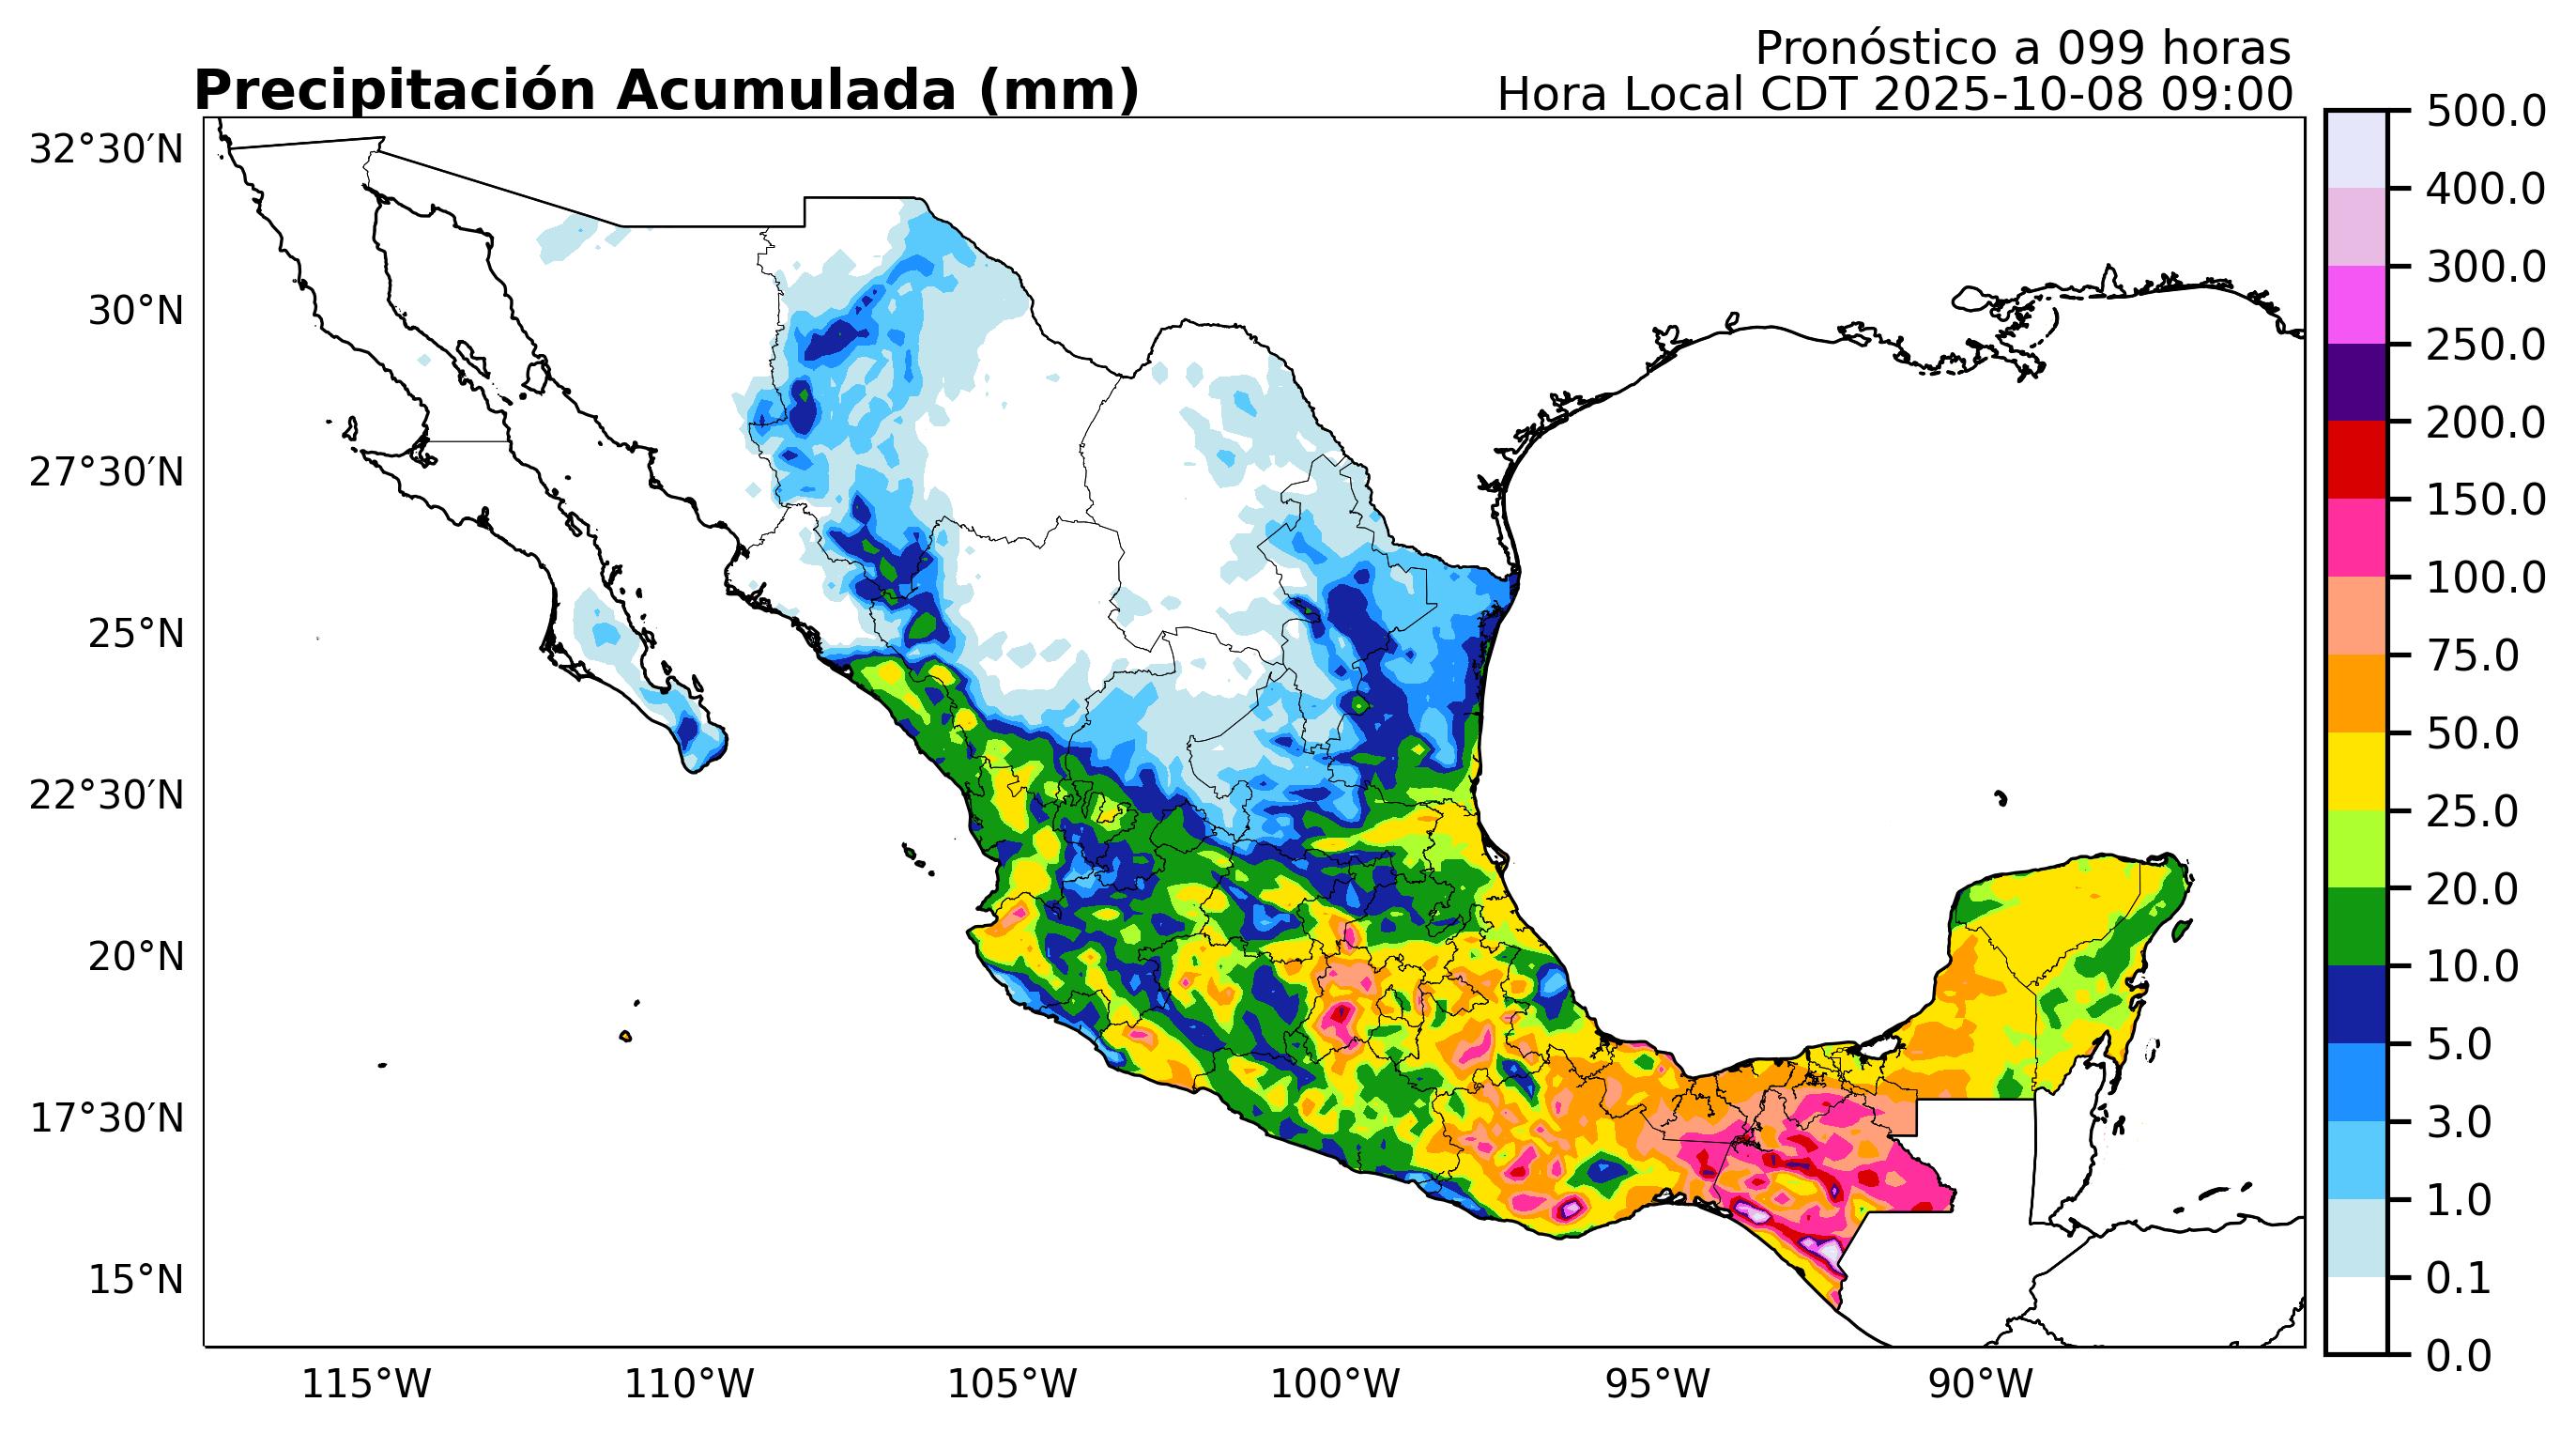 Pronóstico a 099 horas
Precipitación Acumulada (mm)
Hora Local CDT 2025-10-08 09:00
32°30′N
30°N
27°30′N
25°N
22°30′N
20°N
17°30′N
15°N
115°W
110°W
105°W
100°W
95°W
90°W
500.0
400.0
300.0
250.0
200.0
150.0
100.0
75.0
50.0
25.0
20.0
10.0
5.0
3.0
1.0
0.1
0.0